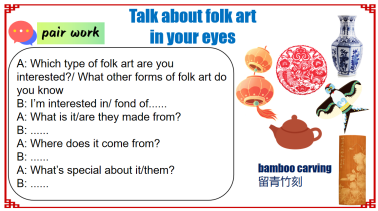 Talk about folk art
in your eyes
pair work
A: Which type of folk art are you
interested?/ What other forms of folk art do
you know
B: I’m interested in/ fond of......
A: What is it/are they made from?
B: ......
A: Where does it come from?
B: ......
A: What’s special about it/them?
B: ......
bamboo carving
留青竹刻